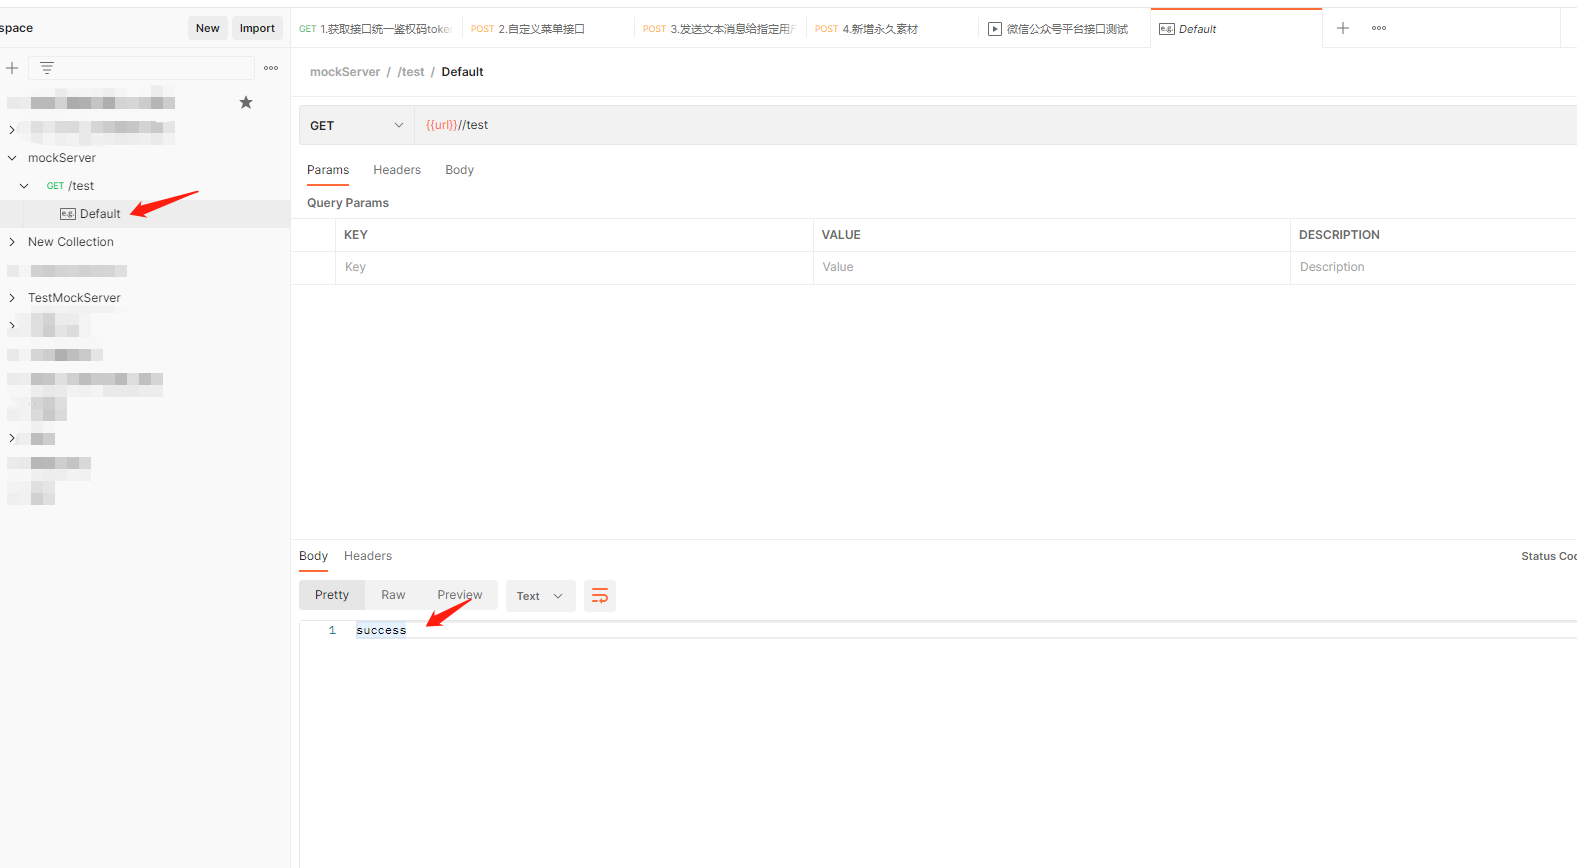 space
New
Import
GET 1.获取接口统一鉴权码toke
POST 2.自定义菜单接口
POST 3.发送文本消息给指定用户
POST 4.新增永久素材
微信公众号平台接口测试
e.g. Default
mockServer / /test / Default
GET
{{url}}//test
mockServer
GET /test
e.g. Default
New Collection
TestMockServer
Params
Headers
Body
Query Params
KEY
VALUE
DESCRIPTION
Key
Value
Description
Body
Headers
Status Coc
Pretty
Raw
Preview
Text
1
success